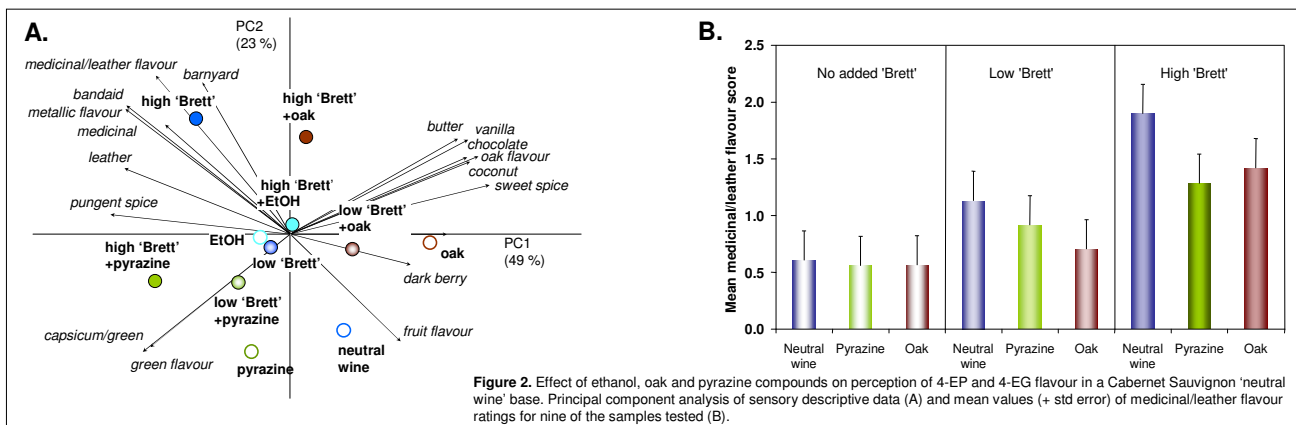 A.
PC2
(23 %)
medicinal/leather flavour
barnyard
bandaid
high 'Brett'
metallic flavour
medicinal
leather
pungent spice
high 'Brett'
+oak
butter
vanilla
chocolate
oak flavour
coconut
sweet spice
high 'Brett'
+EtOH
low 'Brett'
+oak
EtOH
oak
PC1
(49 %)
high 'Brett'
+pyrazine
low 'Brett'
dark berry
low 'Brett'
+pyrazine
capsicum/green
green flavour
pyrazine
neutral
wine
fruit flavour
B.
Mean medicinal/leather flavour score
2.5
2.0
1.5
1.0
0.5
0.0
No added 'Brett'
Low 'Brett'
High 'Brett'
Neutral
wine
Pyrazine
Oak
Neutral
wine
Pyrazine
Oak
Neutral
wine
Pyrazine
Oak
Figure 2. Effect of ethanol, oak and pyrazine compounds on perception of 4-EP and 4-EG flavour in a Cabernet Sauvignon 'neutral
wine' base. Principal component analysis of sensory descriptive data (A) and mean values (+ std error) of medicinal/leather flavour
ratings for nine of the samples tested (B).